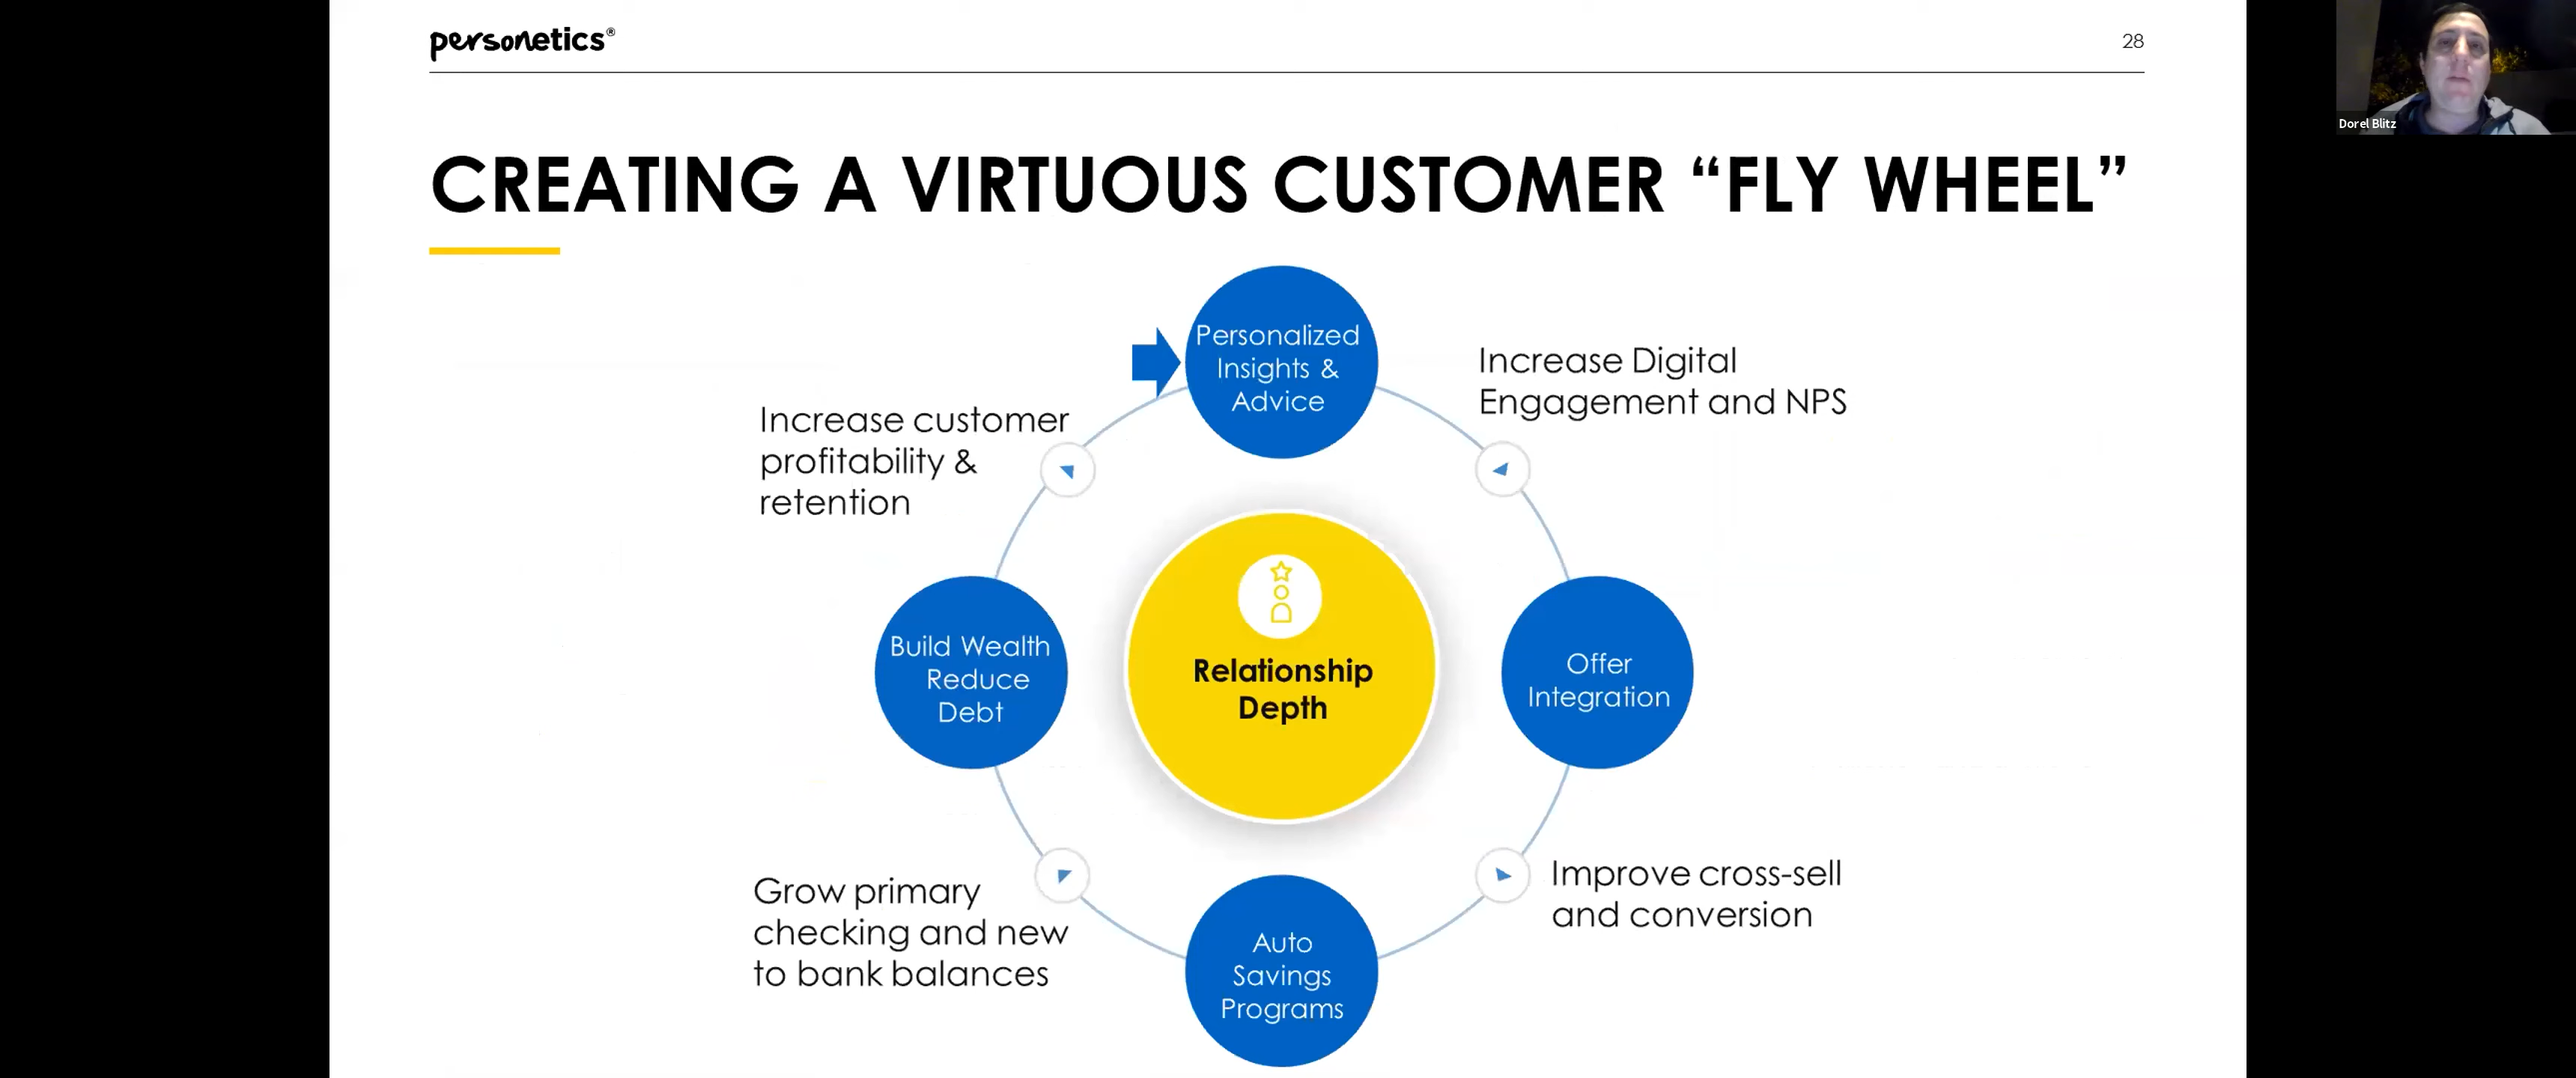 personetics®
28
Dorel Blitz
CREATING A VIRTUOUS CUSTOMER “FLY WHEEL”
Personalized
Insights &
Advice
Increase Digital
Engagement and NPS
Increase customer
profitability &
retention
Build Wealth
Reduce
Debt
Relationship
Depth
Offer
Integration
Improve cross-sell
and conversion
Grow primary
checking and new
to bank balances
Auto
Savings
Programs